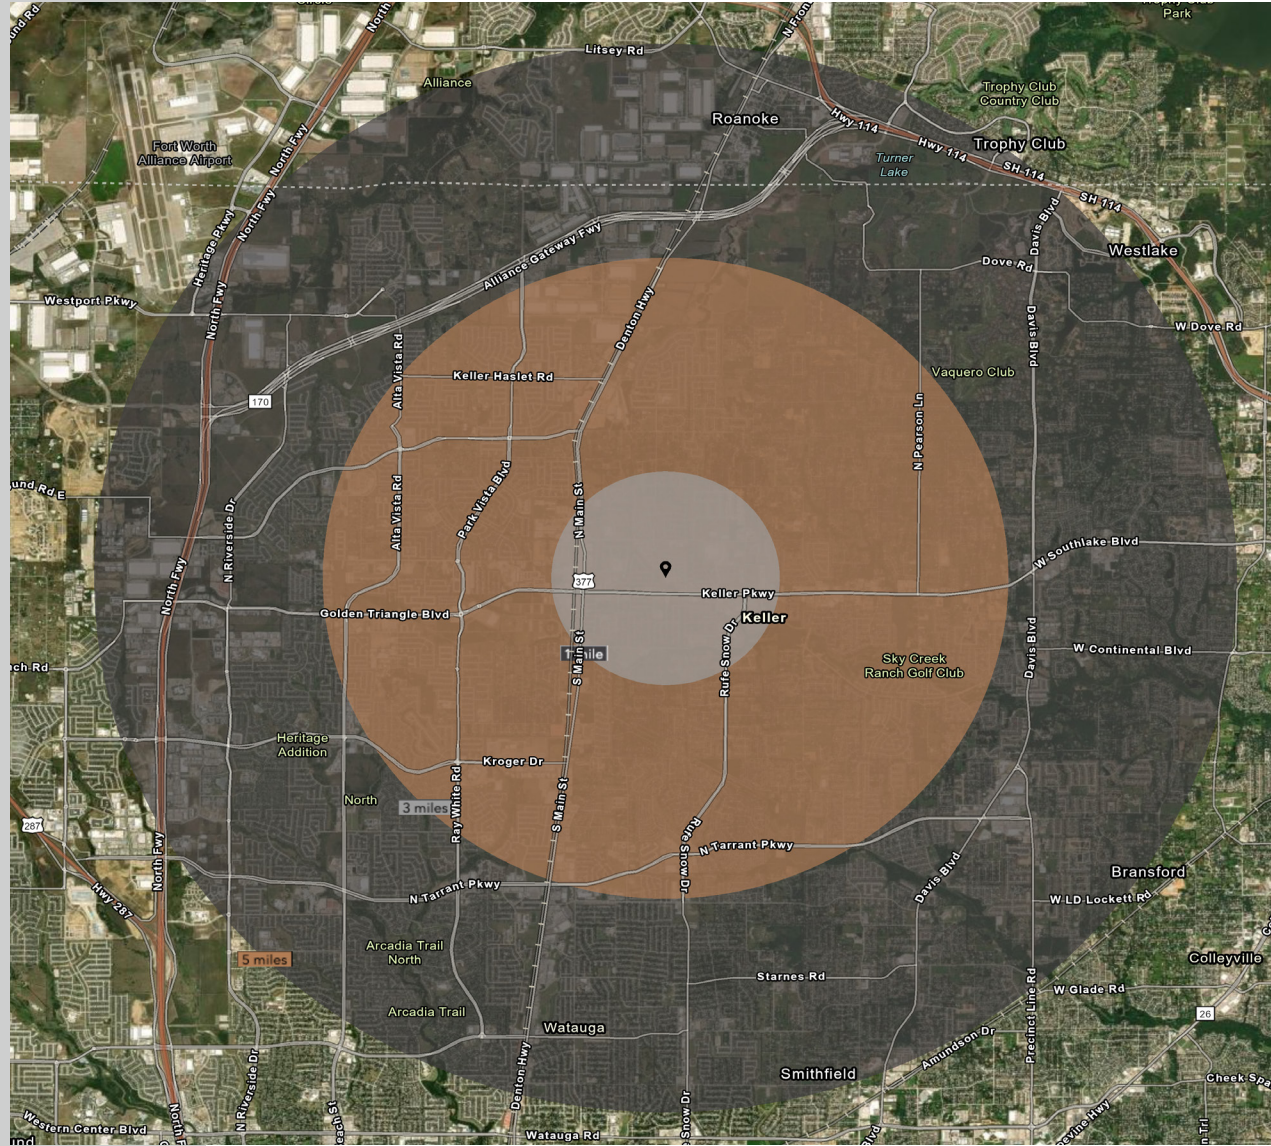 North
Litsey Rd
Alliance
Trophy Club
Country Club
Park
Roanoke
Hwy 114
Hwy 114
SH 114
SH 114
Trophy Club
Fort Worth
Alliance Airport
North Fwy
Turner
Lake
Heritage Pkwy
North Fwy
Davis Blvd
Westlake
Alliance Gateway Fwy
Dove Rd
Westport Pkwy
North Fwy
Denton Hwy
Davis Blvd
W Dove Rd
Alta Vista Rd
Keller Haslet Rd
Vaquero Club
170
N Pearson Ln
Alta Vista Rd
Park Vista Blvd
N Main St
N Riverside Dr
W Southlake Blvd
North Fwy
377
Keller Pkwy
Golden Triangle Blvd
Keller
Rufe Snow Dr
S Main St
Davis Blvd
W Continental Blvd
Sky Creek
Ranch Golf Club
Heritage
Addition
Kroger Dr
North
3 miles
Ray White Rd
S Main St
287
Rufe Snow Dr
N Tarrant Pkwy
North Fwy
Hwy 287
N Tarrant Pkwy
Davis Blvd
Bransford
W LD Lockett Rd
Arcadia Trail
North
5 miles
Starnes Rd
Colleyville
W Glade Rd
Precinct Line Rd
Arcadia Trail
26
Watauga
Amundson Dr
Smithfield
Denton Hwy
N Riverside Dr
Western Center Blvd
Watauga Rd